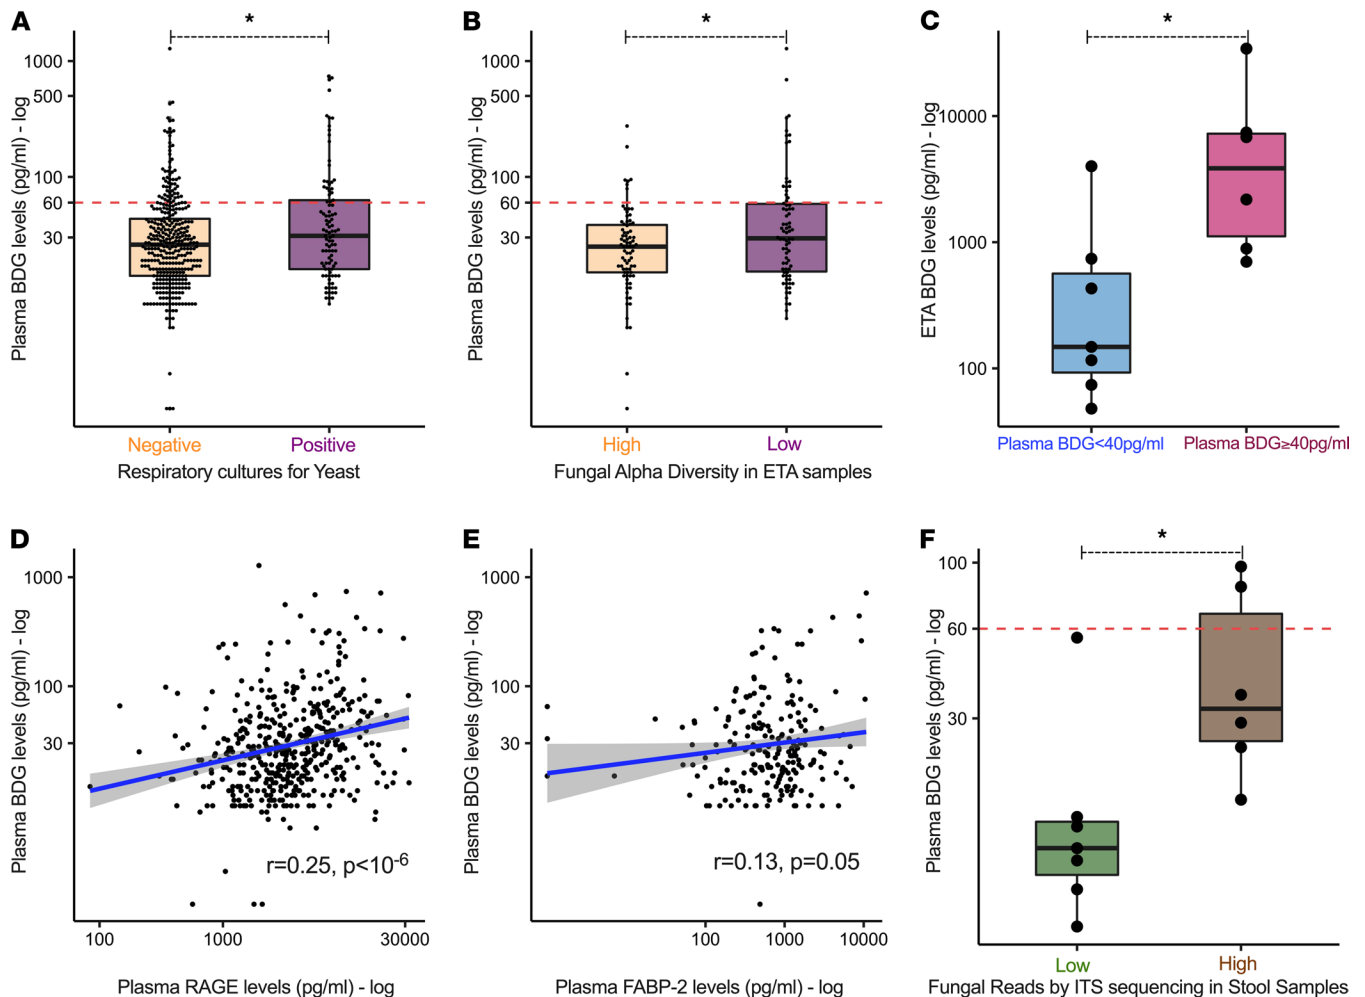 A
*
Plasma BDG levels (pg/ml) - log
1000
500
100
60
30
Negative
Positive
Respiratory cultures for Yeast
B
*
Plasma BDG levels (pg/ml) - log
1000
500
100
60
30
High
Low
Fungal Alpha Diversity in ETA samples
C
*
ETA BDG levels (pg/ml) - log
10000
1000
100
Plasma BDG<40pg/ml
Plasma BDG≥40pg/ml
D
Plasma BDG levels (pg/ml) - log
1000
100
30
r=0.25, p<10⁻⁶
100
1000
30000
Plasma RAGE levels (pg/ml) - log
E
Plasma BDG levels (pg/ml) - log
1000
100
30
r=0.13, p=0.05
100
1000
10000
Plasma FABP-2 levels (pg/ml) - log
F
*
Plasma BDG levels (pg/ml) - log
100
60
30
Low
High
Fungal Reads by ITS sequencing in Stool Samples